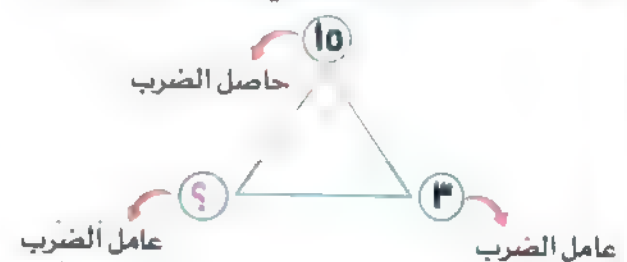 ١٥
حاصل الضرب
؟
٣
عامل الضرب
عامل الضرب